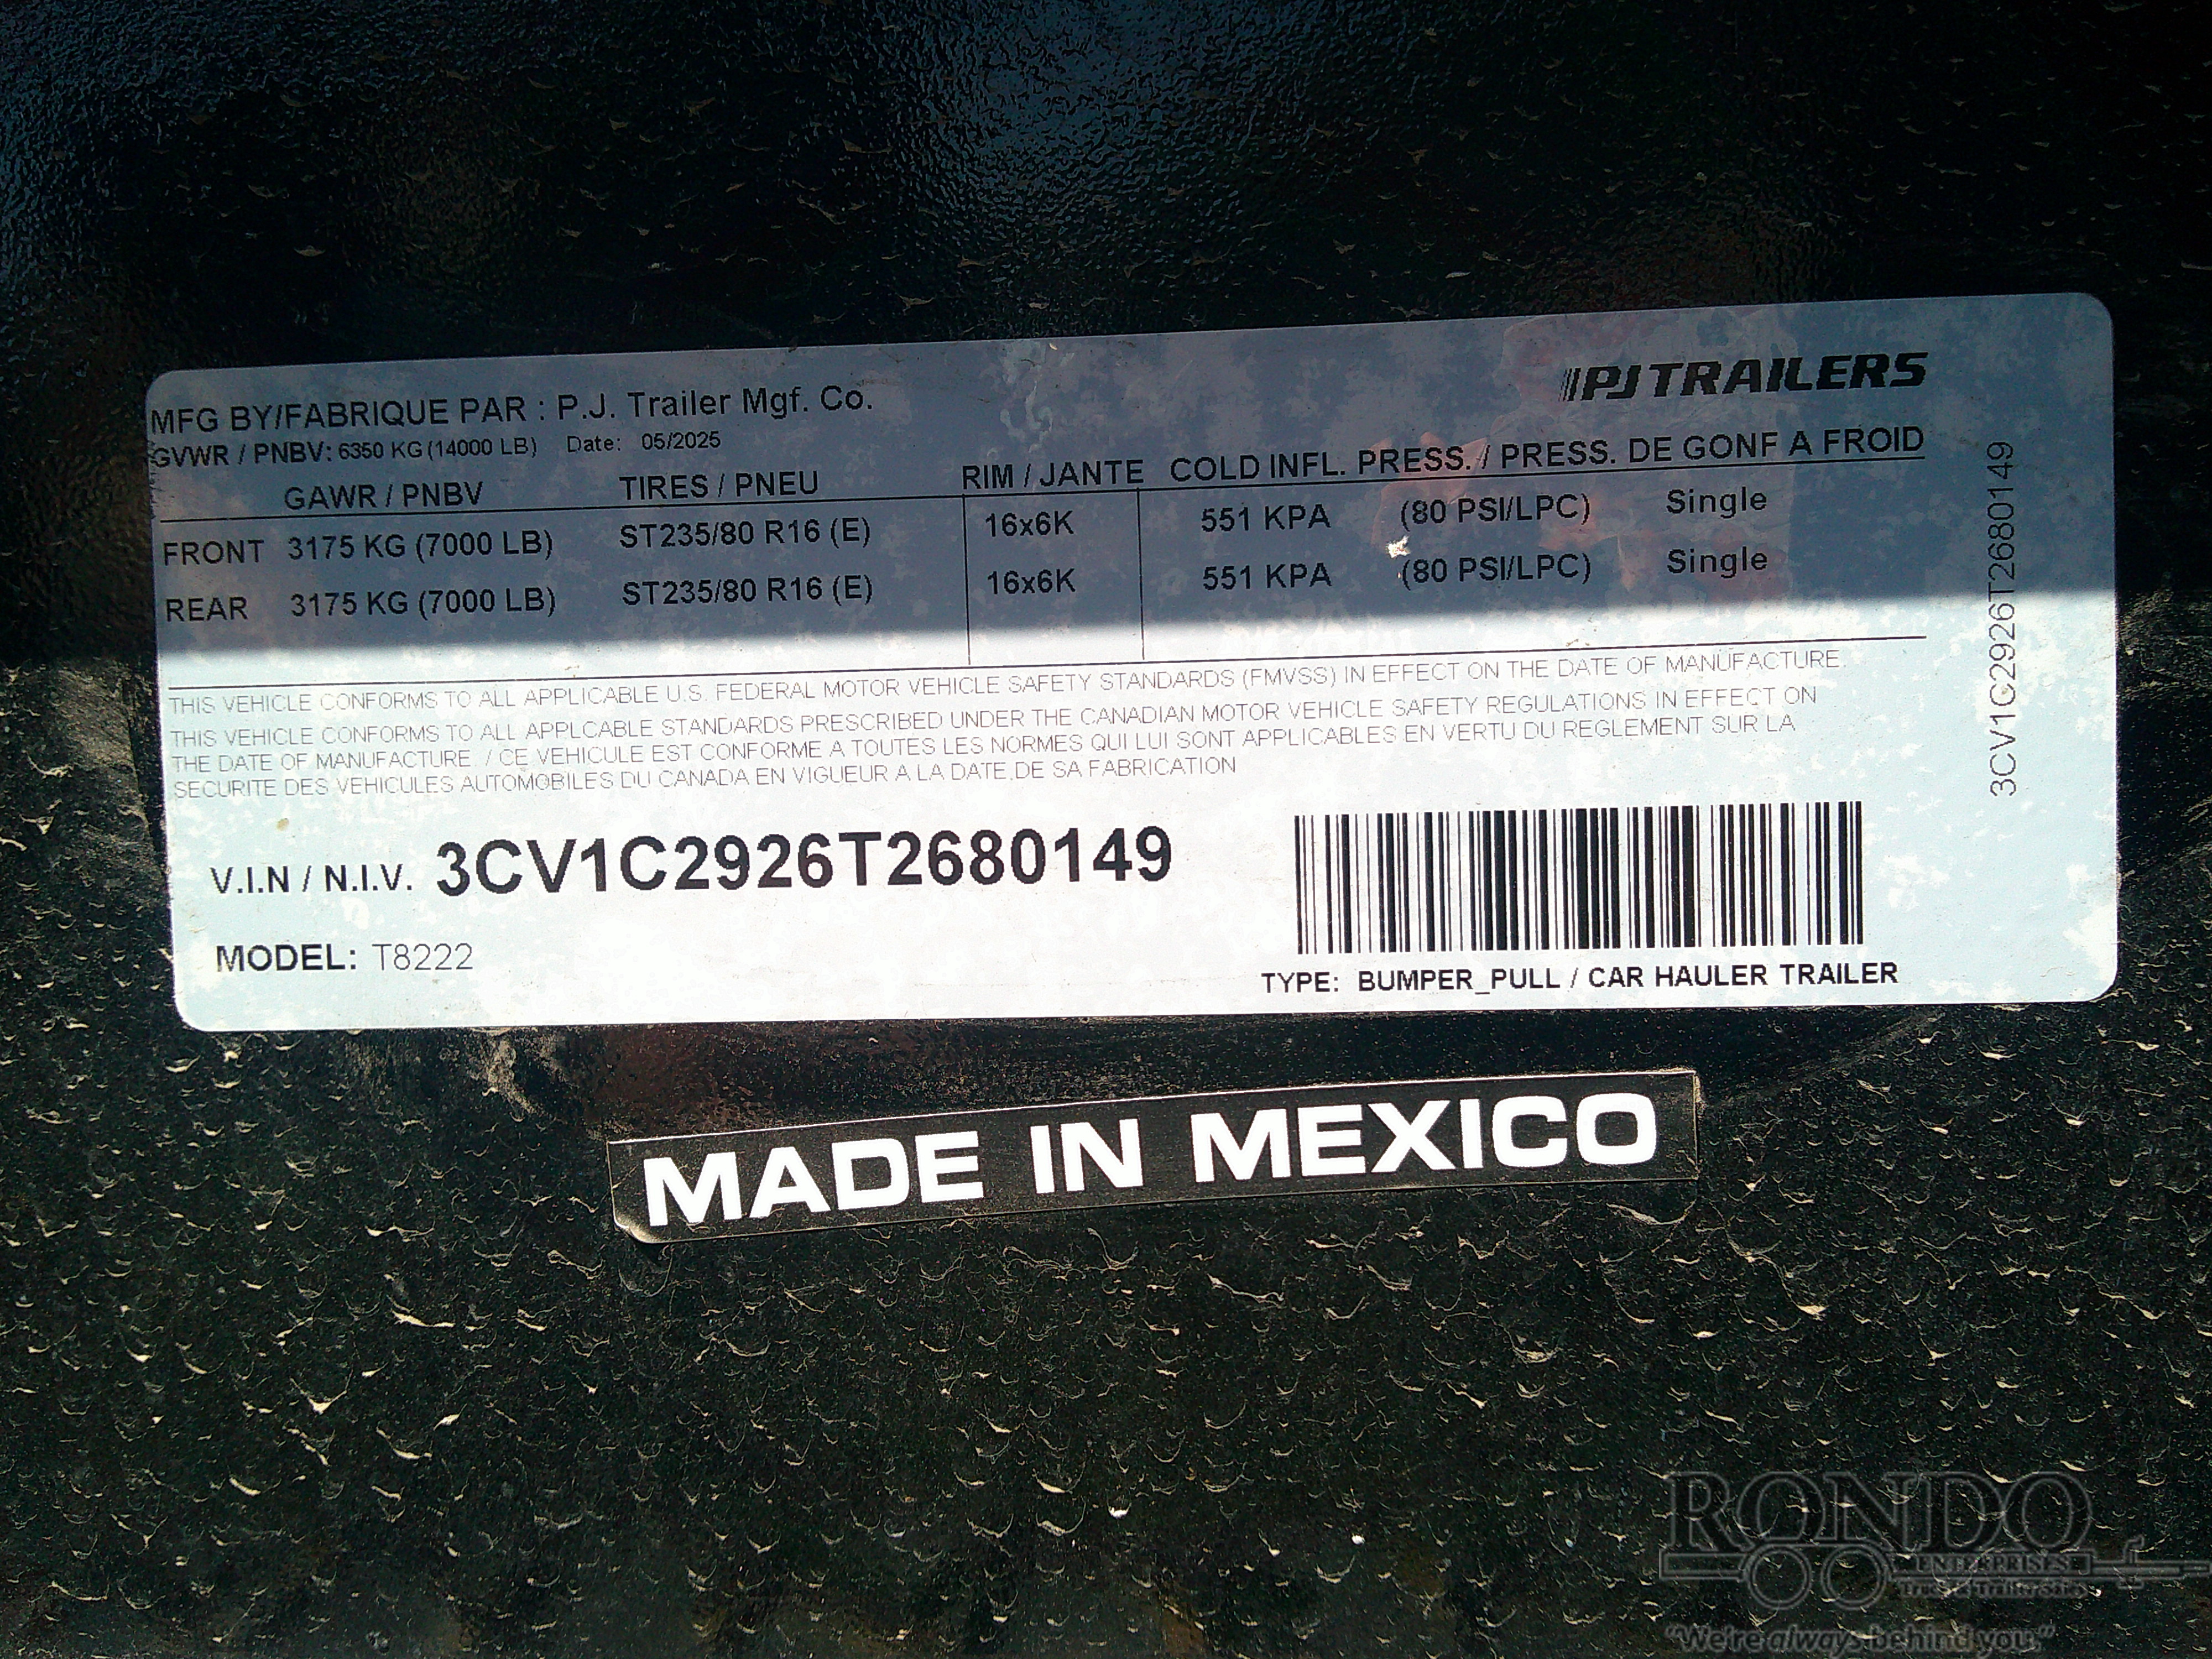 PJ TRAILERS
MFG BY/FABRIQUE PAR : P.J. Trailer Mgf. Co.
GVWR / PNBV: 6350 KG (14000 LB) Date: 05/2025
GAWR / PNBV TIRES / PNEU RIM / JANTE COLD INFL. PRESS. / PRESS. DE GONF A FROID
FRONT 3175 KG (7000 LB) ST235/80 R16 (E) 16x6K 551 KPA (80 PSI/LPC) Single
REAR 3175 KG (7000 LB) ST235/80 R16 (E) 16x6K 551 KPA (80 PSI/LPC) Single
THIS VEHICLE CONFORMS TO ALL APPLICABLE U.S. FEDERAL MOTOR VEHICLE SAFETY STANDARDS (FMVSS) IN EFFECT ON THE DATE OF MANUFACTURE.
THIS VEHICLE CONFORMS TO ALL APPLCABLE STANDARDS PRESCRIBED UNDER THE CANADIAN MOTOR VEHICLE SAFETY REGULATIONS IN EFFECT ON
THE DATE OF MANUFACTURE. / CE VEHICULE EST CONFORME A TOUTES LES NORMES QUI LUI SONT APPLICABLES EN VERTU DU REGLEMENT SUR LA
SECURITE DES VEHICULES AUTOMOBILES DU CANADA EN VIGUEUR A LA DATE DE SA FABRICATION
V.I.N / N.I.V. 3CV1C2926T2680149
MODEL: T8222
TYPE: BUMPER_PULL / CAR HAULER TRAILER
3CV1C2926T2680149
MADE IN MEXICO
RONDO
ENTERPRISES
Truck & Trailer Sales
"We're always behind you."